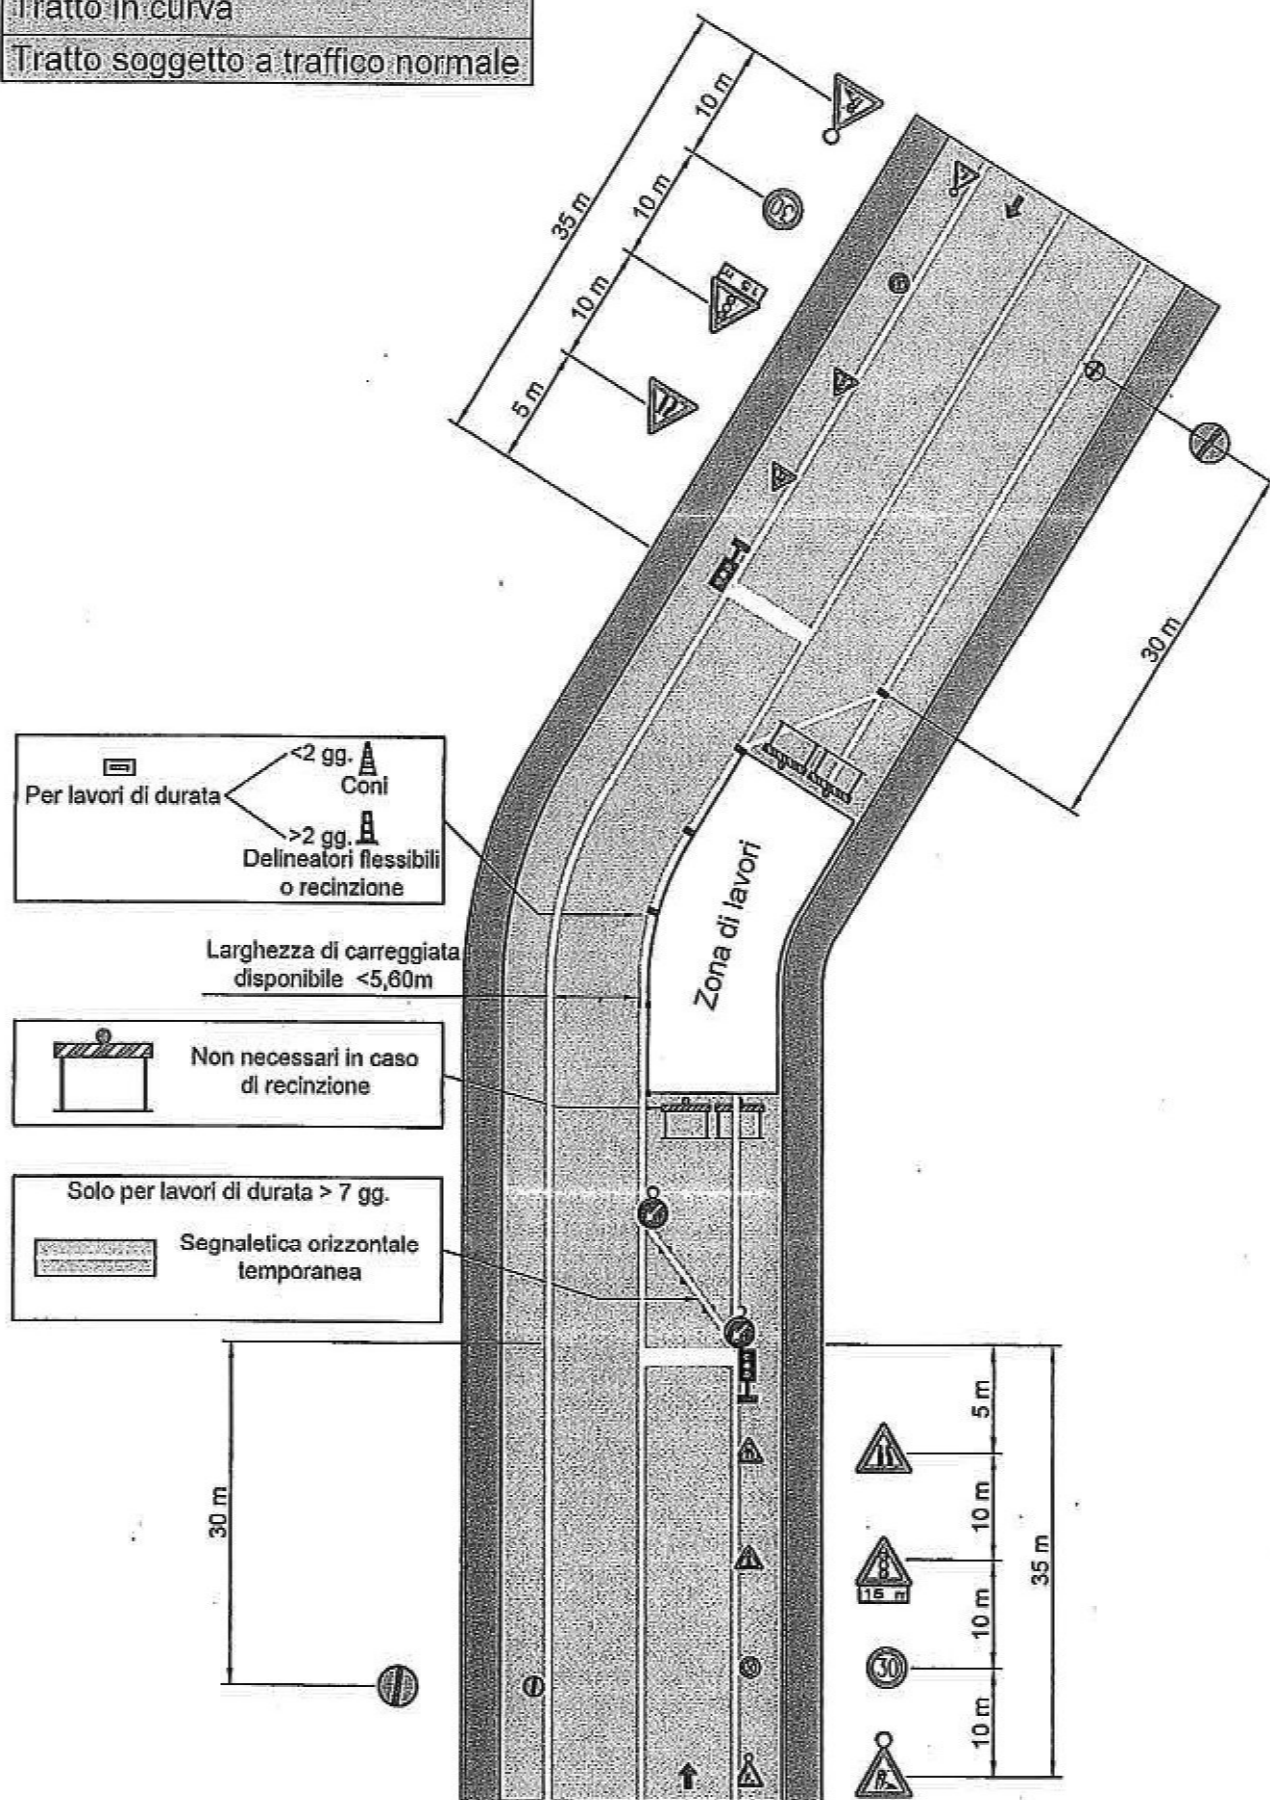 Tratto in curva
Tratto soggetto a traffico normale
10 m
10 m
35 m
30
10 m
15 m
5 m
30 m
<2 gg.
Coni
Per lavori di durata
>2 gg.
Delineatori flessibili
o recinzione
Zona di lavori
Larghezza di carreggiata
disponibile <5,60m
Non necessari in caso
di recinzione
Solo per lavori di durata > 7 gg.
Segnaletica orizzontale
temporanea
30 m
5 m
10 m
35 m
10 m
30
10 m